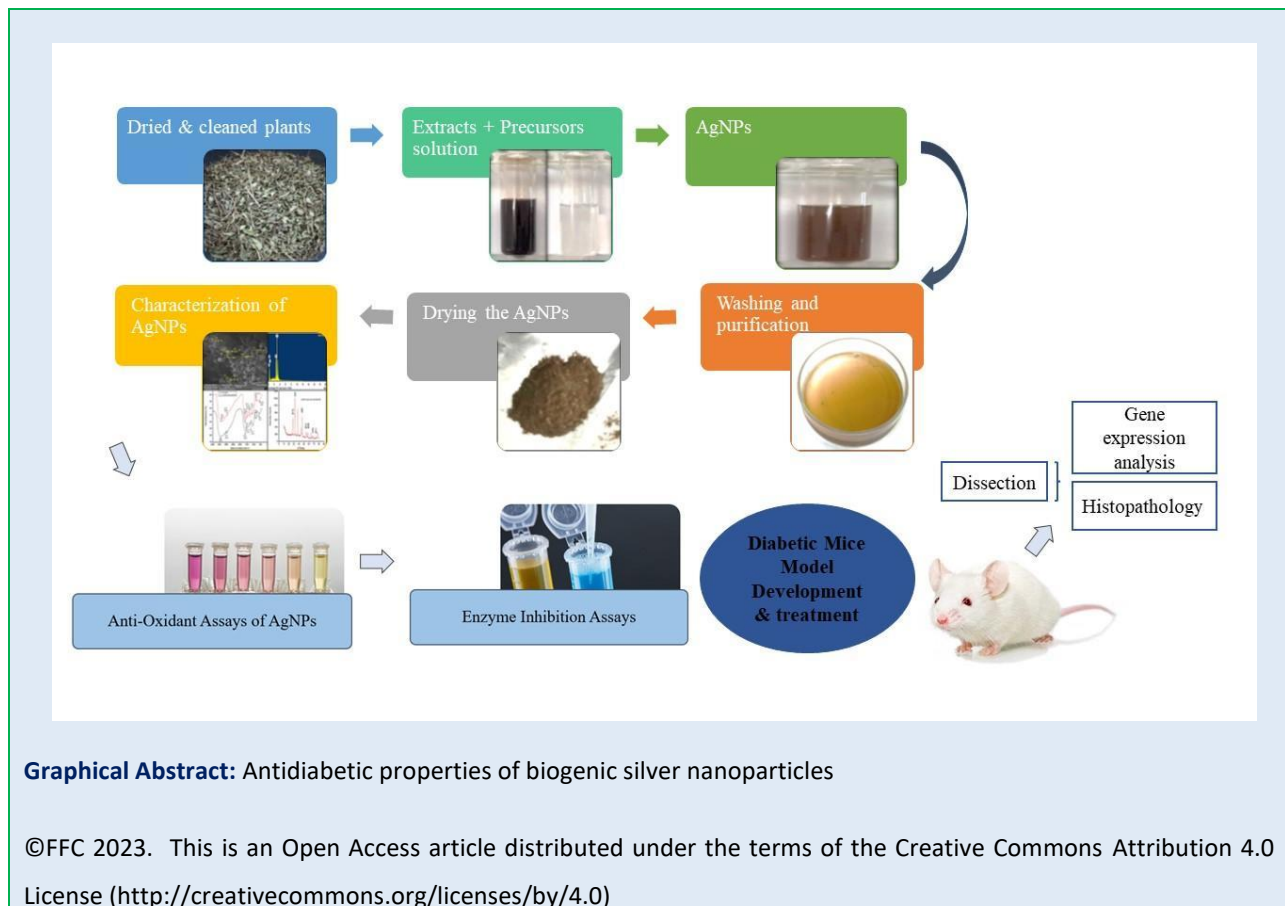 Dried & cleaned plants
Extracts + Precursors
solution
AgNPs
Characterization of
AgNPs
Drying the AgNPs
Washing and
purification
Gene
expression
analysis
Dissection
Histopathology
Anti-Oxidant Assays of AgNPs
Enzyme Inhibition Assays
Diabetic Mice
Model
Development
& treatment
Graphical Abstract: Antidiabetic properties of biogenic silver nanoparticles
©FFC 2023. This is an Open Access article distributed under the terms of the Creative Commons Attribution 4.0
License (http://creativecommons.org/licenses/by/4.0)